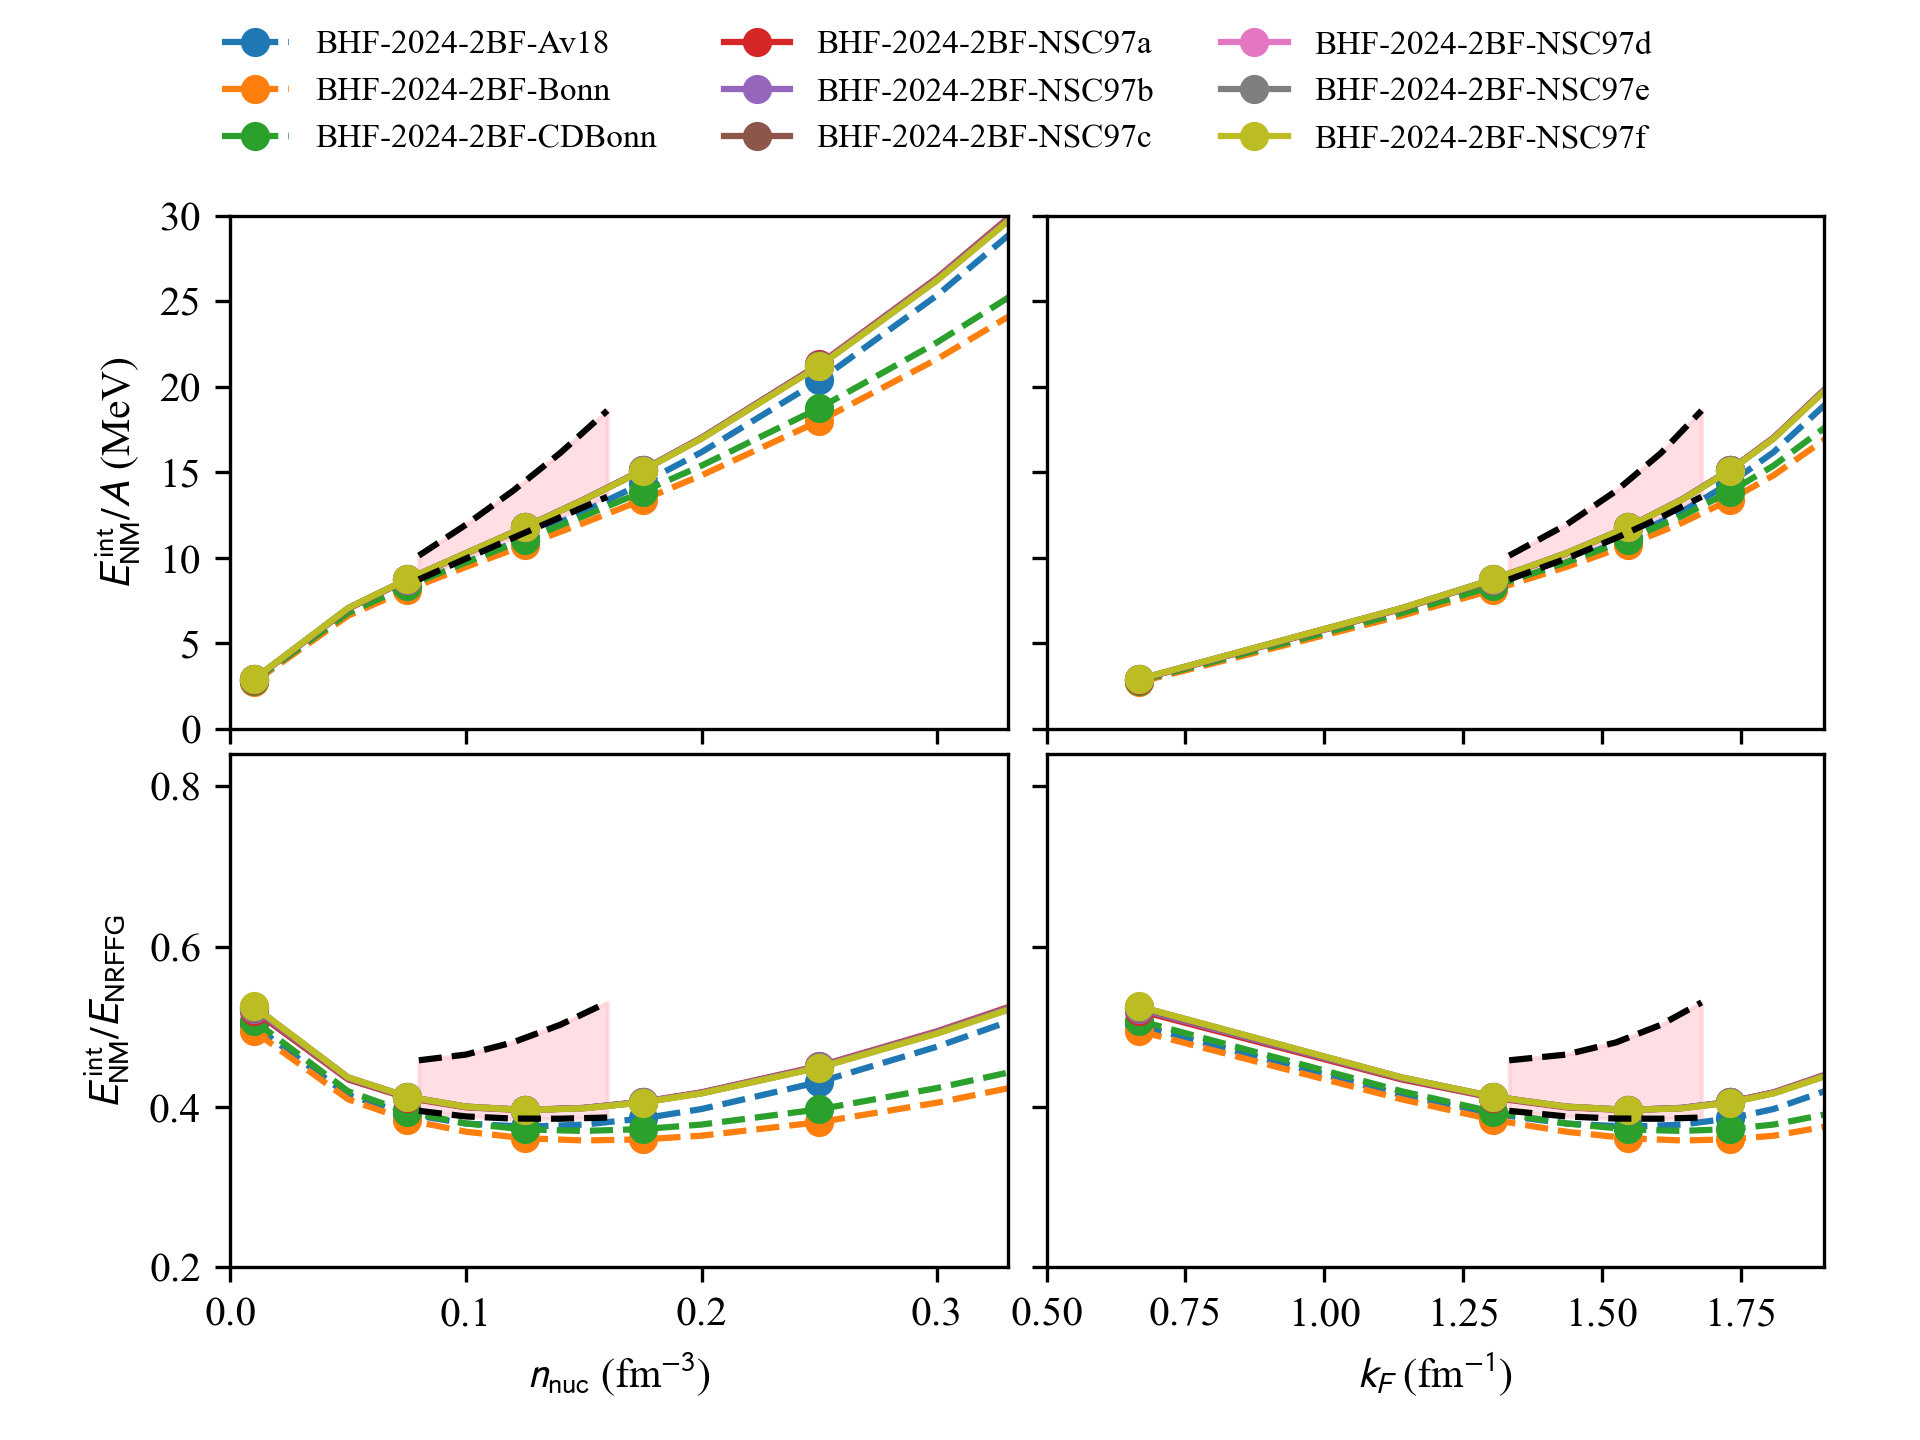 BHF-2024-2BF-Av18
BHF-2024-2BF-Bonn
BHF-2024-2BF-CDBonn
BHF-2024-2BF-NSC97a
BHF-2024-2BF-NSC97b
BHF-2024-2BF-NSC97c
BHF-2024-2BF-NSC97d
BHF-2024-2BF-NSC97e
BHF-2024-2BF-NSC97f
E_NM^int/A (MeV)
30
25
20
15
10
5
0
E_NM^int/E_NRFFG
0.8
0.6
0.4
0.2
0.0 0.1 0.2 0.3
n_nuc (fm⁻³)
0.50 0.75 1.00 1.25 1.50 1.75
k_F (fm⁻¹)